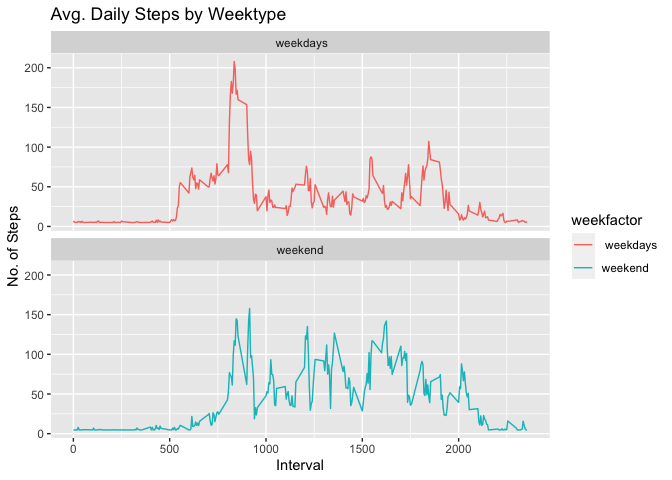 Avg. Daily Steps by Weektype
weekdays
200
150
100
50
0
weekend
200
150
100
50
0
0 500 1000 1500 2000
Interval
No. of Steps
weekfactor
weekdays
weekend